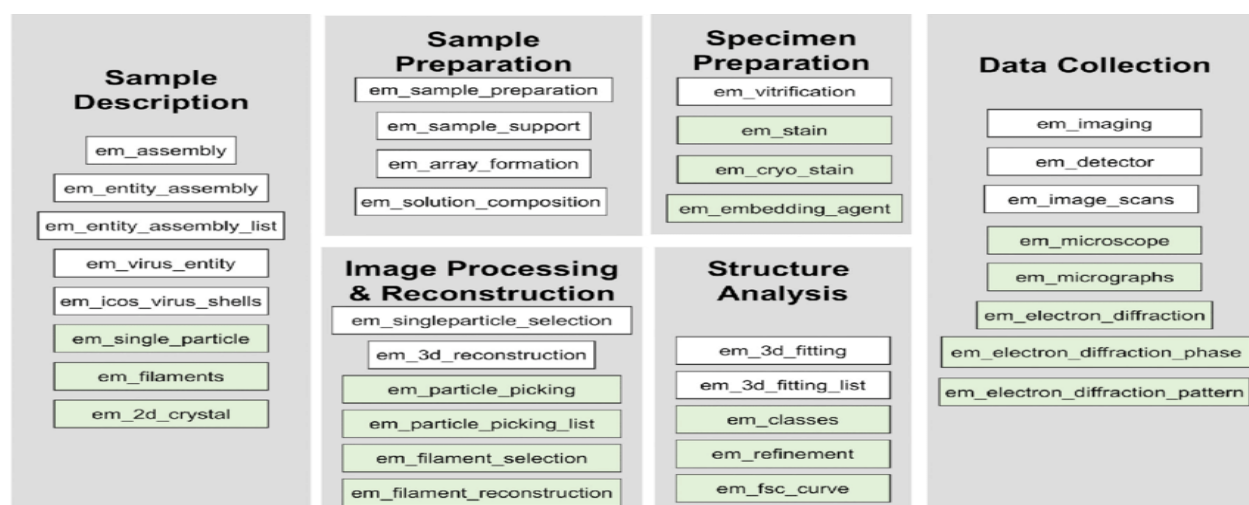 Sample
Description
em_assembly
em_entity_assembly
em_entity_assembly_list
em_virus_entity
em_icos_virus_shells
em_single_particle
em_filaments
em_2d_crystal
Sample
Preparation
em_sample_preparation
em_sample_support
em_array_formation
em_solution_composition
Specimen
Preparation
em_vitrification
em_stain
em_cryo_stain
em_embedding_agent
Image Processing
& Reconstruction
em_singleparticle_selection
em_3d_reconstruction
em_particle_picking
em_particle_picking_list
em_filament_selection
em_filament_reconstruction
Structure
Analysis
em_3d_fitting
em_3d_fitting_list
em_classes
em_refinement
em_fsc_curve
Data Collection
em_imaging
em_detector
em_image_scans
em_microscope
em_micrographs
em_electron_diffraction
em_electron_diffraction_phase
em_electron_diffraction_pattern